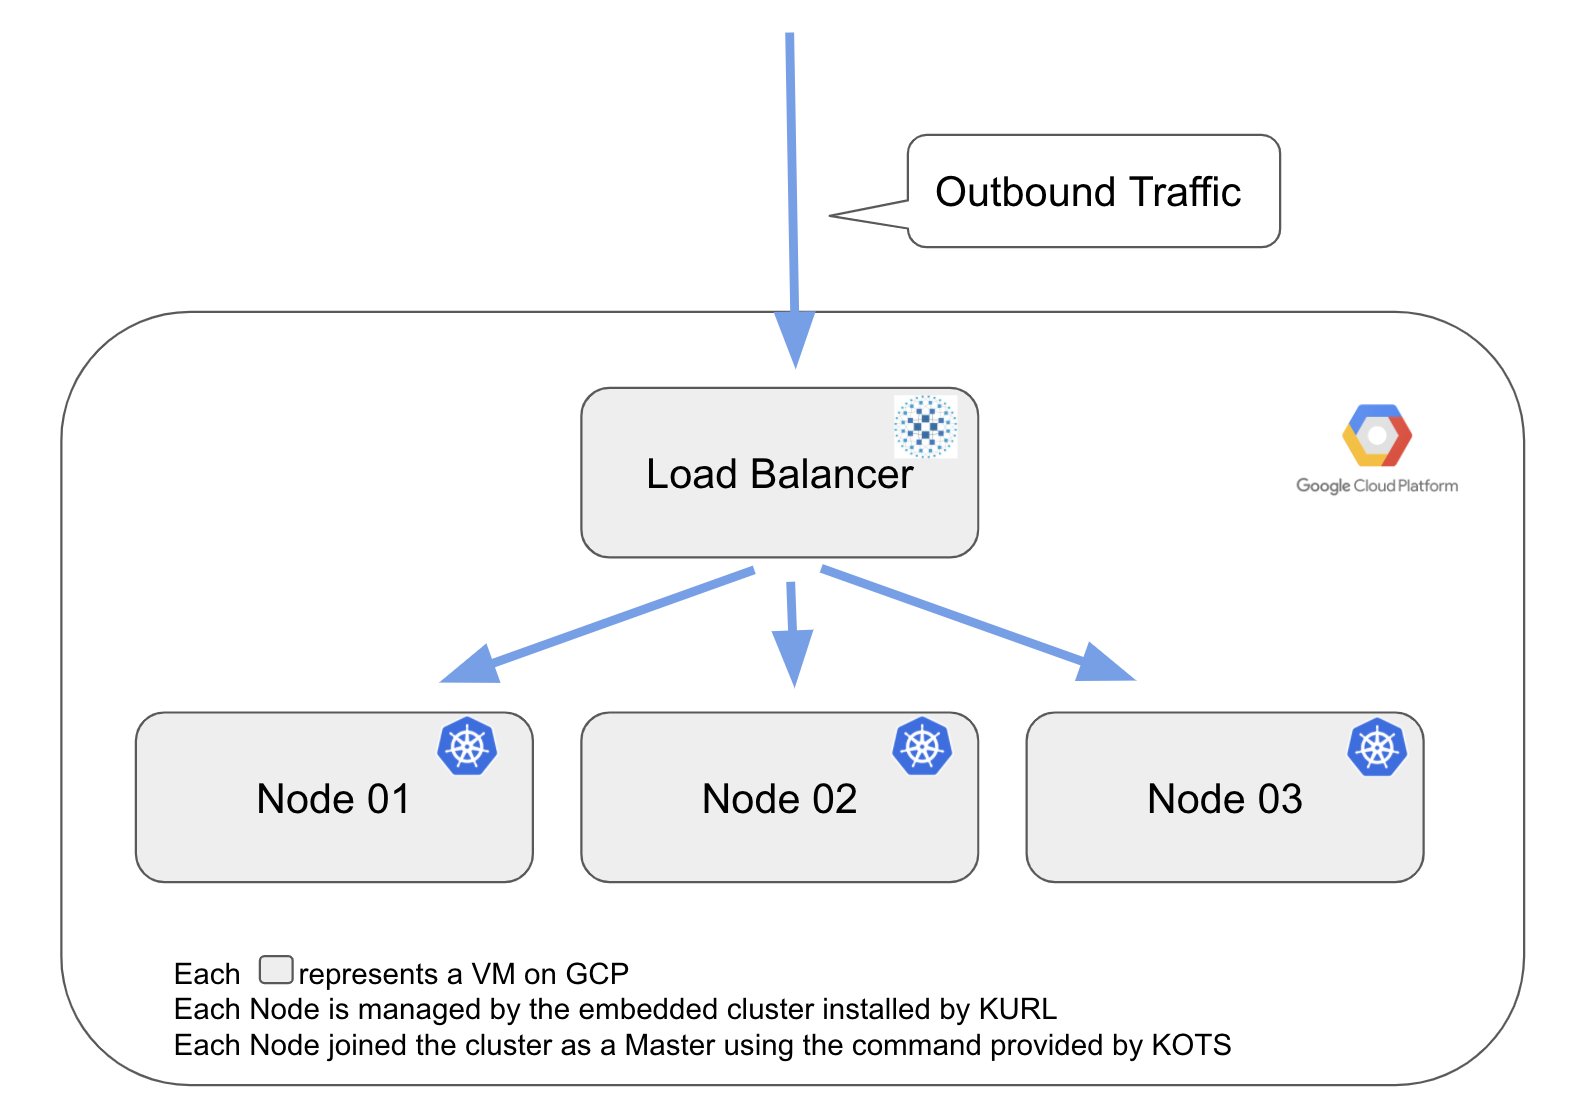 Outbound Traffic
Load Balancer
Google Cloud Platform
Node 01
Node 02
Node 03
Each represents a VM on GCP
Each Node is managed by the embedded cluster installed by KURL
Each Node joined the cluster as a Master using the command provided by KOTS